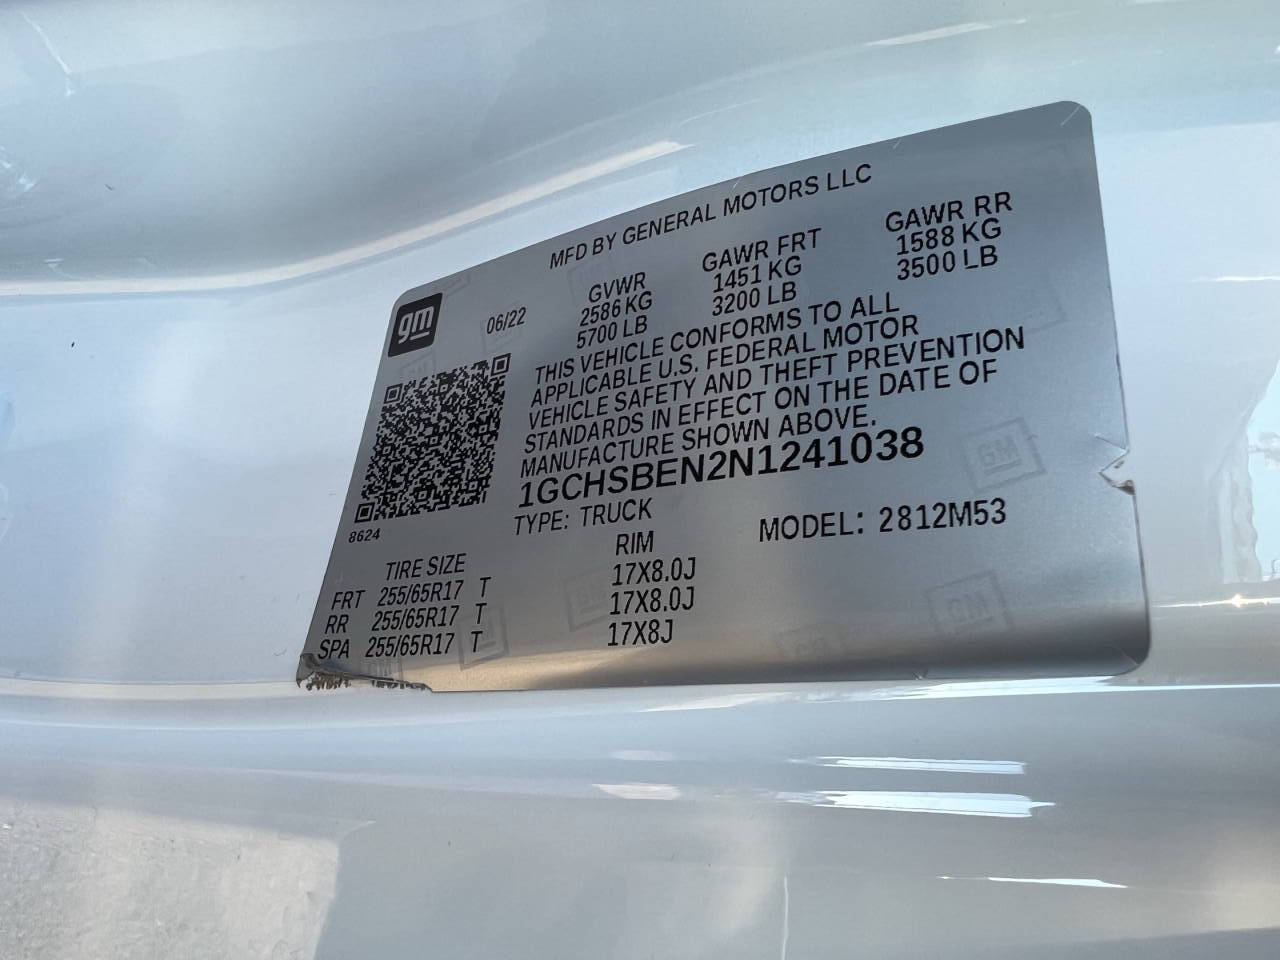 MFD BY GENERAL MOTORS LLC
gm
06/22
GVWR GAWR FRT GAWR RR
2586 KG 1451 KG 1588 KG
5700 LB 3200 LB 3500 LB
THIS VEHICLE CONFORMS TO ALL
APPLICABLE U.S. FEDERAL MOTOR
VEHICLE SAFETY AND THEFT PREVENTION
STANDARDS IN EFFECT ON THE DATE OF
MANUFACTURE SHOWN ABOVE.
1GCHSBEN2N1241038
8624
TYPE: TRUCK MODEL: 2812M53
TIRE SIZE RIM
FRT 255/65R17 T 17X8.0J
RR 255/65R17 T 17X8.0J
SPA 255/65R17 T 17X8J